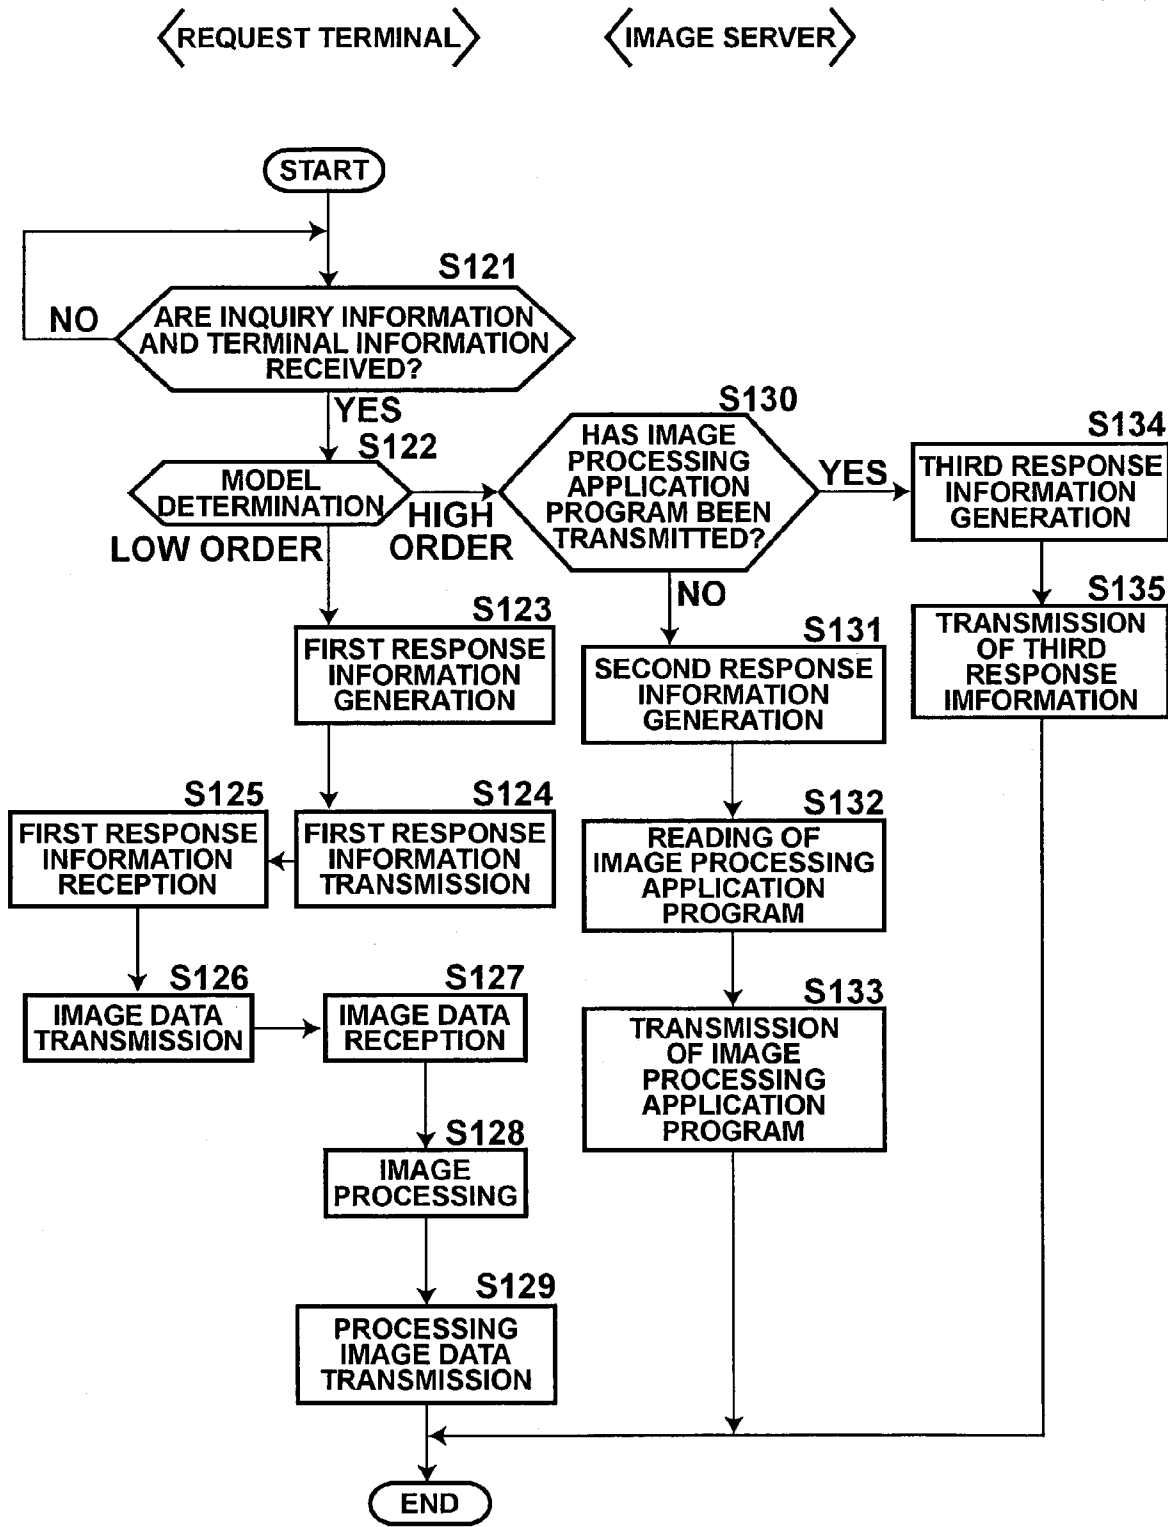 REQUEST TERMINAL
IMAGE SERVER
START
S121
NO
ARE INQUIRY INFORMATION
AND TERMINAL INFORMATION
RECEIVED?
YES
S122
MODEL
DETERMINATION
HIGH
ORDER
LOW ORDER
S130
HAS IMAGE
PROCESSING
APPLICATION
PROGRAM BEEN
TRANSMITTED?
YES
NO
S134
THIRD RESPONSE
INFORMATION
GENERATION
S135
TRANSMISSION
OF THIRD
RESPONSE
IMFORMATION
S123
FIRST RESPONSE
INFORMATION
GENERATION
S131
SECOND RESPONSE
INFORMATION
GENERATION
S125
FIRST RESPONSE
INFORMATION
RECEPTION
S124
FIRST RESPONSE
INFORMATION
TRANSMISSION
S132
READING OF
IMAGE PROCESSING
APPLICATION
PROGRAM
S126
IMAGE DATA
TRANSMISSION
S127
IMAGE DATA
RECEPTION
S133
TRANSMISSION
OF IMAGE
PROCESSING
APPLICATION
PROGRAM
S128
IMAGE
PROCESSING
S129
PROCESSING
IMAGE DATA
TRANSMISSION
END